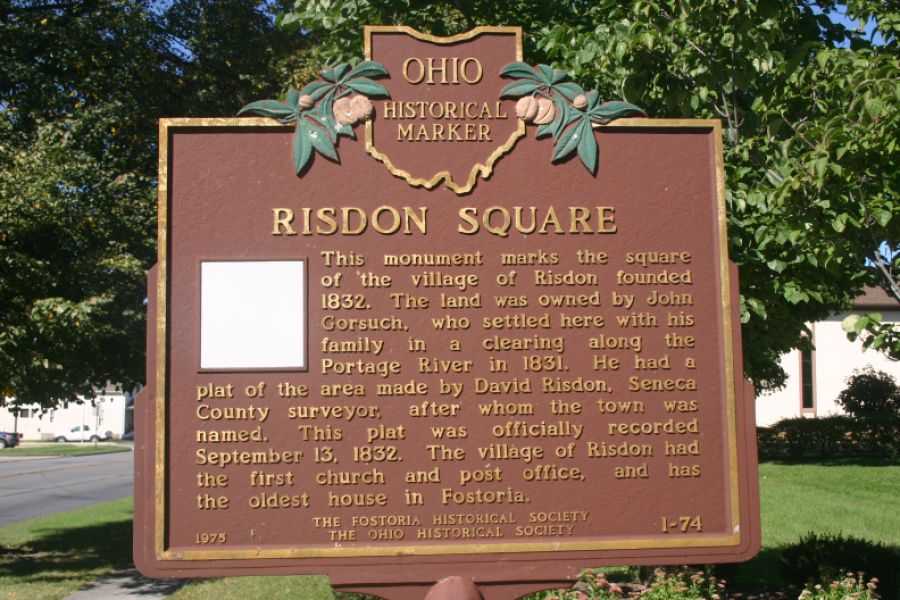 OHIO
HISTORICAL
MARKER
RISDON SQUARE
This monument marks the square
of the village of Risdon founded
1832. The land was owned by John
Gorsuch, who settled here with his
family in a clearing along the
Portage River in 1831. He had a
plat of the area made by David Risdon, Seneca
County surveyor, after whom the town was
named. This plat was officially recorded
September 13, 1832. The village of Risdon had
the first church and post office, and has
the oldest house in Fostoria.
THE FOSTORIA HISTORICAL SOCIETY
1975 THE OHIO HISTORICAL SOCIETY 1-74